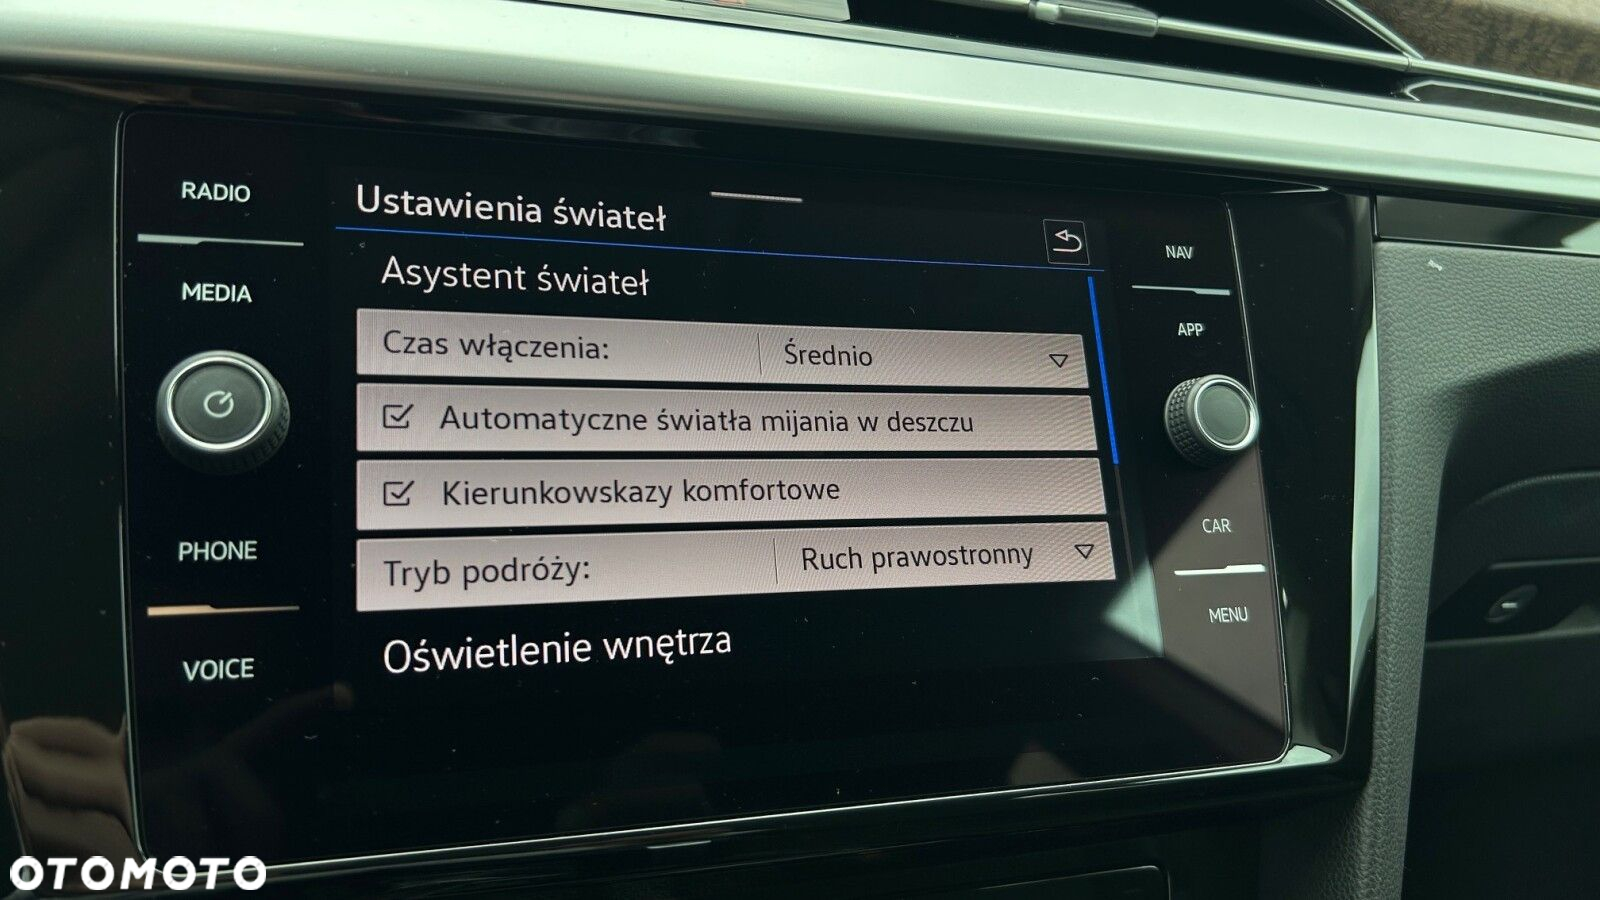 RADIO
MEDIA
PHONE
VOICE
Ustawienia świateł
Asystent świateł
Czas włączenia: Średnio
Automatyczne światła mijania w deszczu
Kierunkowskazy komfortowe
Tryb podróży: Ruch prawostronny
Oświetlenie wnętrza
NAV
APP
CAR
MENU
OTOMOTO